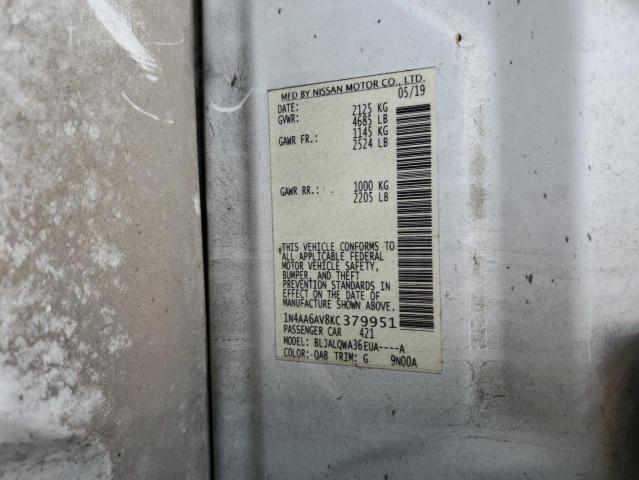 MFD BY NISSAN MOTOR CO., LTD.
DATE: 05/19
GVWR: 2125 KG
4685 LB
GAWR FR.: 1145 KG
2524 LB
GAWR RR.: 1000 KG
2205 LB
THIS VEHICLE CONFORMS TO
ALL APPLICABLE FEDERAL
MOTOR VEHICLE SAFETY,
BUMPER, AND THEFT
PREVENTION STANDARDS IN
EFFECT ON THE DATE OF
MANUFACTURE SHOWN ABOVE.
1N4AA6AV8KC379951
PASSENGER CAR 421
MODEL: BLJALQWA36EUA----A
COLOR: QAB TRIM: G 9N00A